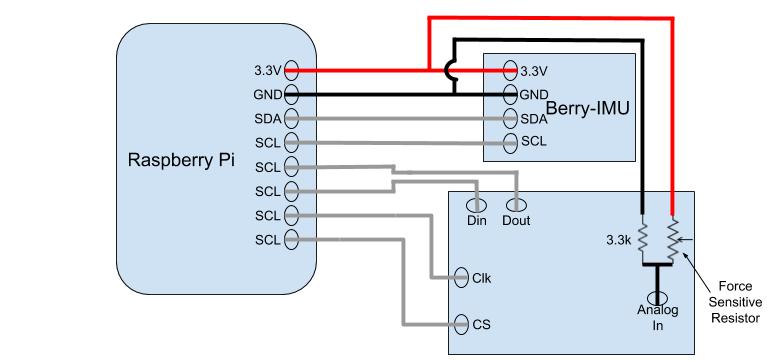 Raspberry Pi
3.3V
GND
SDA
SCL
SCL
SCL
SCL
SCL
3.3V
GND
SDA
SCL
Berry-IMU
Din
Dout
Clk
CS
3.3k
Analog
In
Force
Sensitive
Resistor